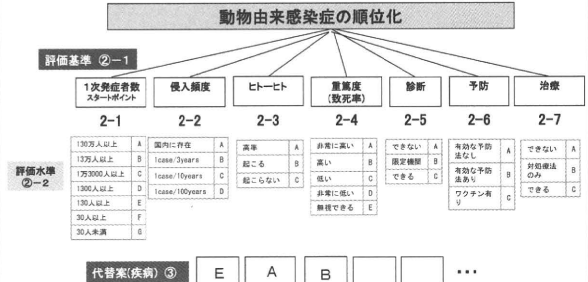 動物由来感染症の順位化
評価基準 ②－1
1次発症者数
スタートポイント
侵入頻度
ヒトーヒト
重篤度
(致死率)
診断
予防
治療
2-1
2-2
2-3
2-4
2-5
2-6
2-7
評価水準
②－2
130万人以上 A
13万人以上 B
1万3000人以上 C
1300人以上 D
130人以上 E
30人以上 F
30人未満 G
国内に存在 A
1case/3years B
1case/10years C
1case/100years D
高率 A
起こる B
起こらない C
非常に高い A
高い B
低い C
非常に低い D
無視できる E
できない A
限定機関 B
できる C
有効な予防
法なし A
有効な予防
法あり B
ワクチン有
り C
できない A
対処療法
のみ B
できる C
代替案(疾病) ③ E A B …